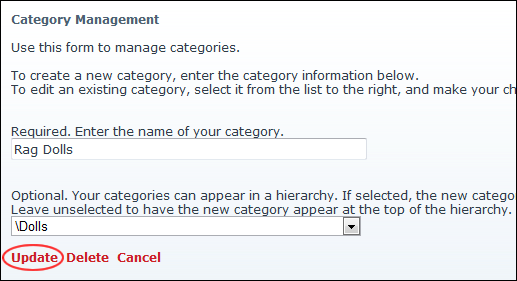 Category Management
Use this form to manage categories.
To create a new category, enter the category information below.
To edit an existing category, select it from the list to the right, and make your
Required. Enter the name of your category.
Rag Dolls
Optional. Your categories can appear in a hierarchy. If selected, the new
Leave unselected to have the new category appear at the top of the hierarchy.
\Dolls
Update Delete Cancel